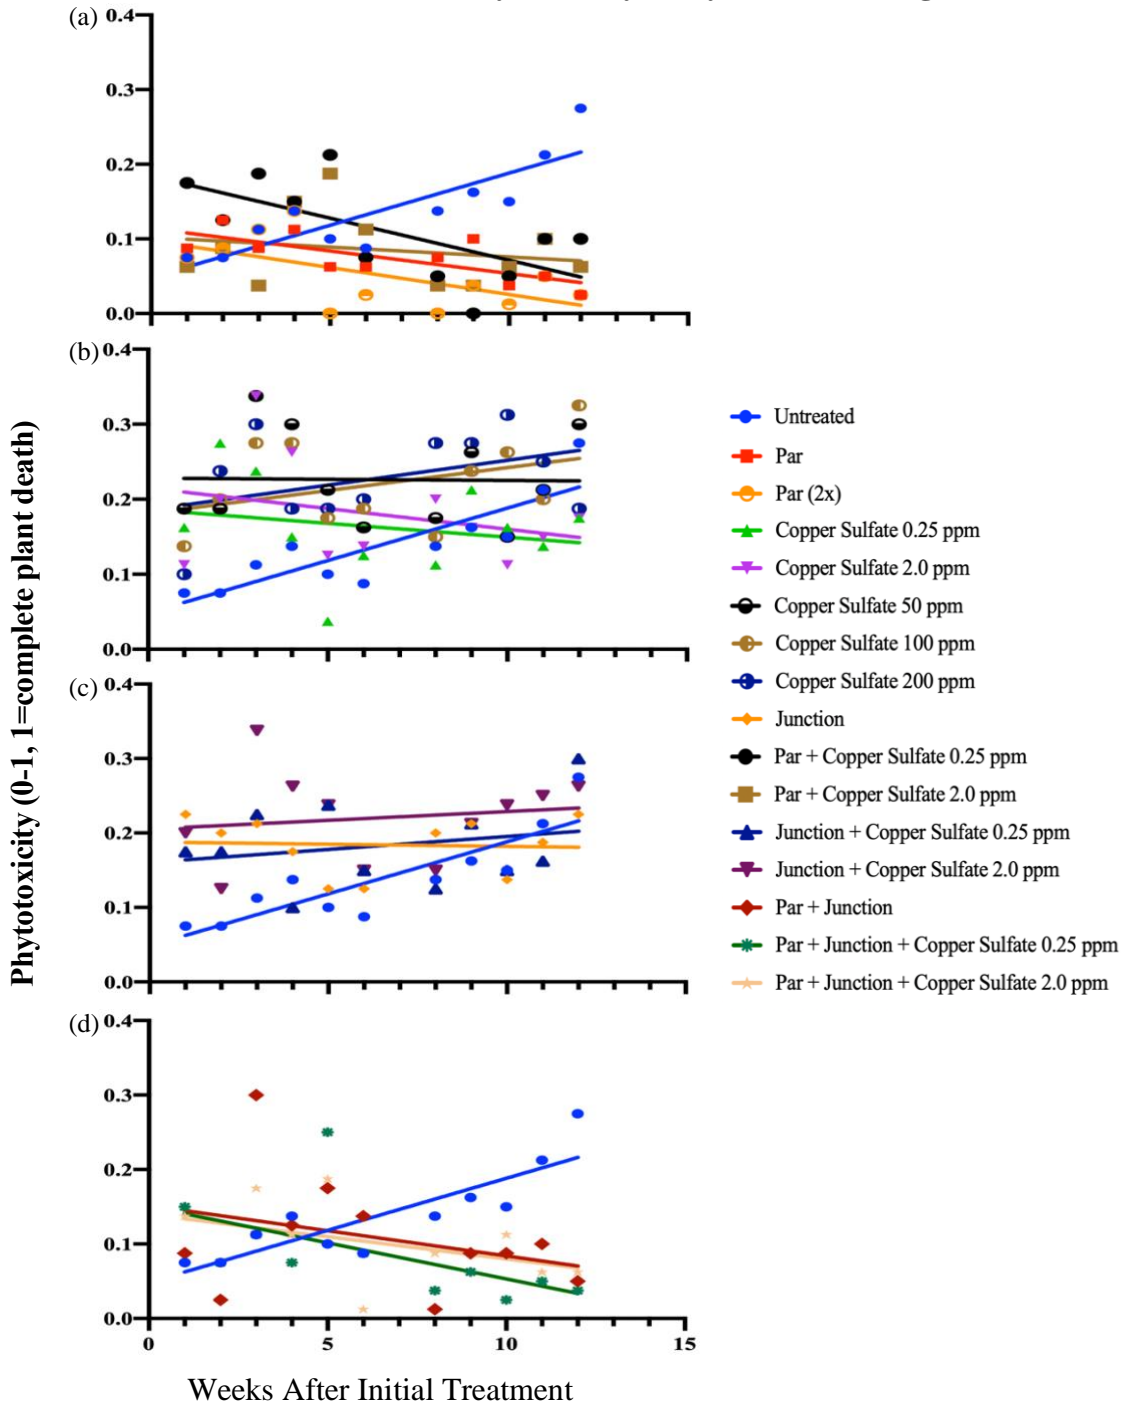 (a)
0.4
0.3
0.2
0.1
0.0
(b)
0.4
0.3
0.2
0.1
0.0
(c)
0.4
0.3
0.2
0.1
0.0
(d)
0.4
0.3
0.2
0.1
0.0
0 5 10 15
Weeks After Initial Treatment
Phytotoxicity (0-1, 1=complete plant death)
Untreated
Par
Par (2x)
Copper Sulfate 0.25 ppm
Copper Sulfate 2.0 ppm
Copper Sulfate 50 ppm
Copper Sulfate 100 ppm
Copper Sulfate 200 ppm
Junction
Par + Copper Sulfate 0.25 ppm
Par + Copper Sulfate 2.0 ppm
Junction + Copper Sulfate 0.25 ppm
Junction + Copper Sulfate 2.0 ppm
Par + Junction
Par + Junction + Copper Sulfate 0.25 ppm
Par + Junction + Copper Sulfate 2.0 ppm